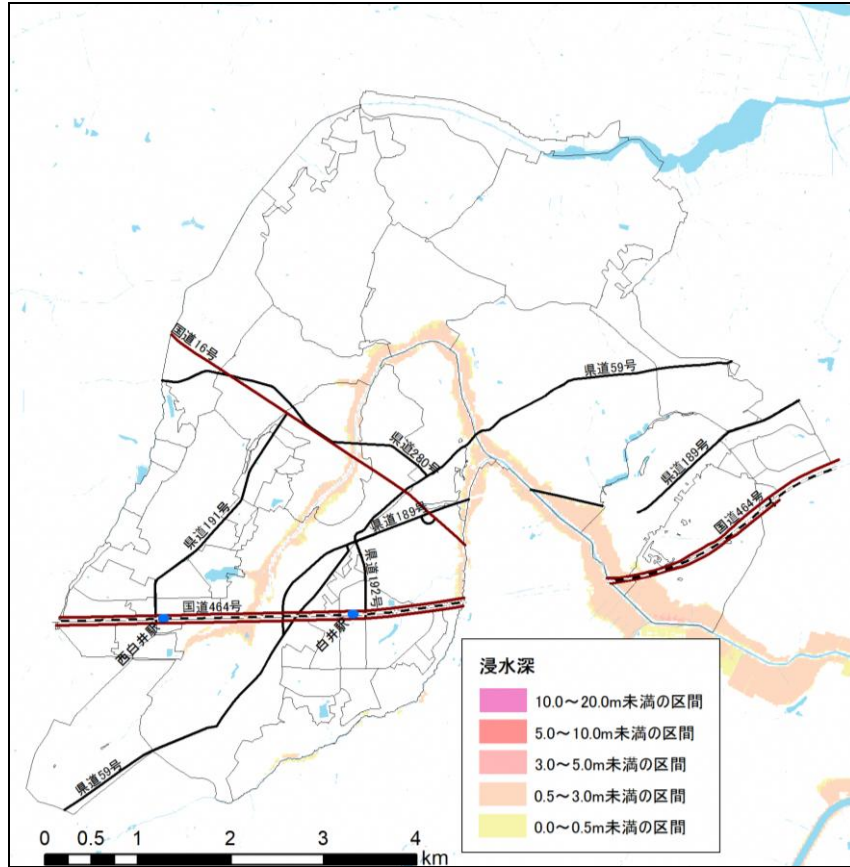 国道16号
県道59号
県道280号
県道189号
県道191号
県道189号
国道464号
県道192号
国道464号
西白井駅
白井駅
県道59号
浸水深
10.0～20.0m未満の区間
5.0～10.0m未満の区間
3.0～5.0m未満の区間
0.5～3.0m未満の区間
0.0～0.5m未満の区間
0 0.5 1 2 3 4
km